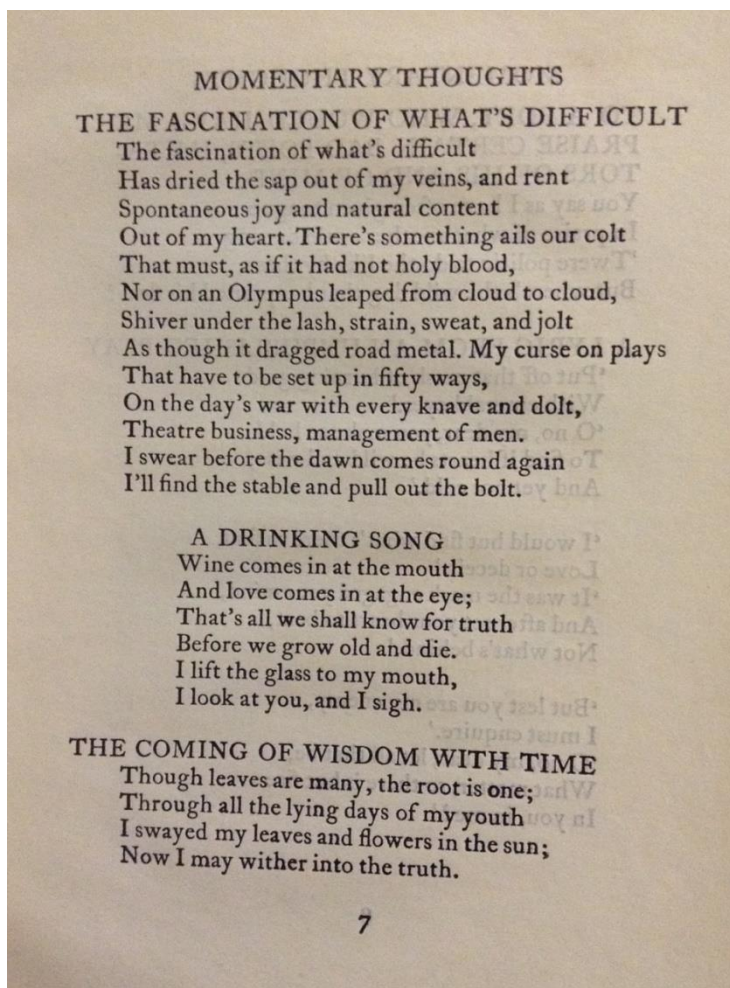 MOMENTARY THOUGHTS
THE FASCINATION OF WHAT'S DIFFICULT
The fascination of what's difficult
Has dried the sap out of my veins, and rent
Spontaneous joy and natural content
Out of my heart. There's something ails our colt
That must, as if it had not holy blood,
Nor on an Olympus leaped from cloud to cloud,
Shiver under the lash, strain, sweat, and jolt
As though it dragged road metal. My curse on plays
That have to be set up in fifty ways,
On the day's war with every knave and dolt,
Theatre business, management of men.
I swear before the dawn comes round again
I'll find the stable and pull out the bolt.
A DRINKING SONG
Wine comes in at the mouth
And love comes in at the eye;
That's all we shall know for truth
Before we grow old and die.
I lift the glass to my mouth,
I look at you, and I sigh.
THE COMING OF WISDOM WITH TIME
Though leaves are many, the root is one;
Through all the lying days of my youth
I swayed my leaves and flowers in the sun;
Now I may wither into the truth.
7